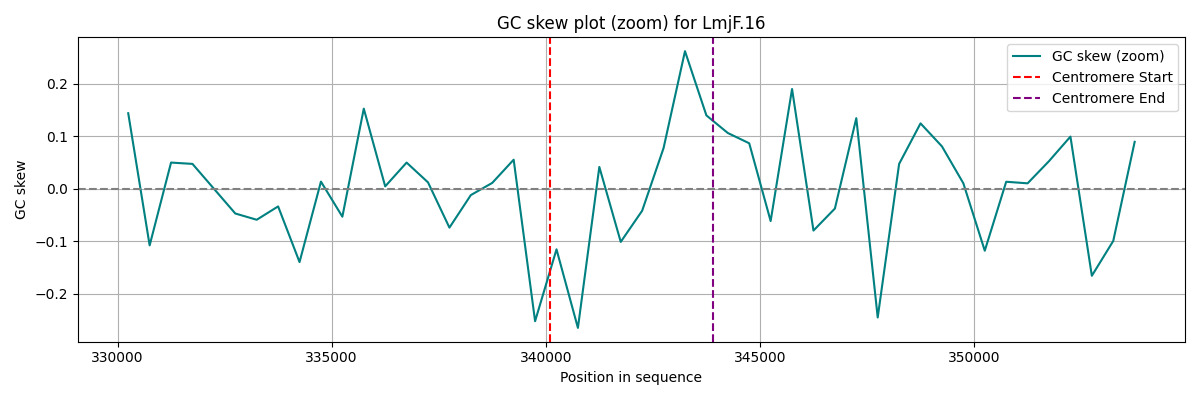 GC skew plot (zoom) for LmjF.16
GC skew (zoom)
Centromere Start
Centromere End
GC skew
0.2
0.1
0.0
−0.1
−0.2
330000 335000 340000 345000 350000
Position in sequence